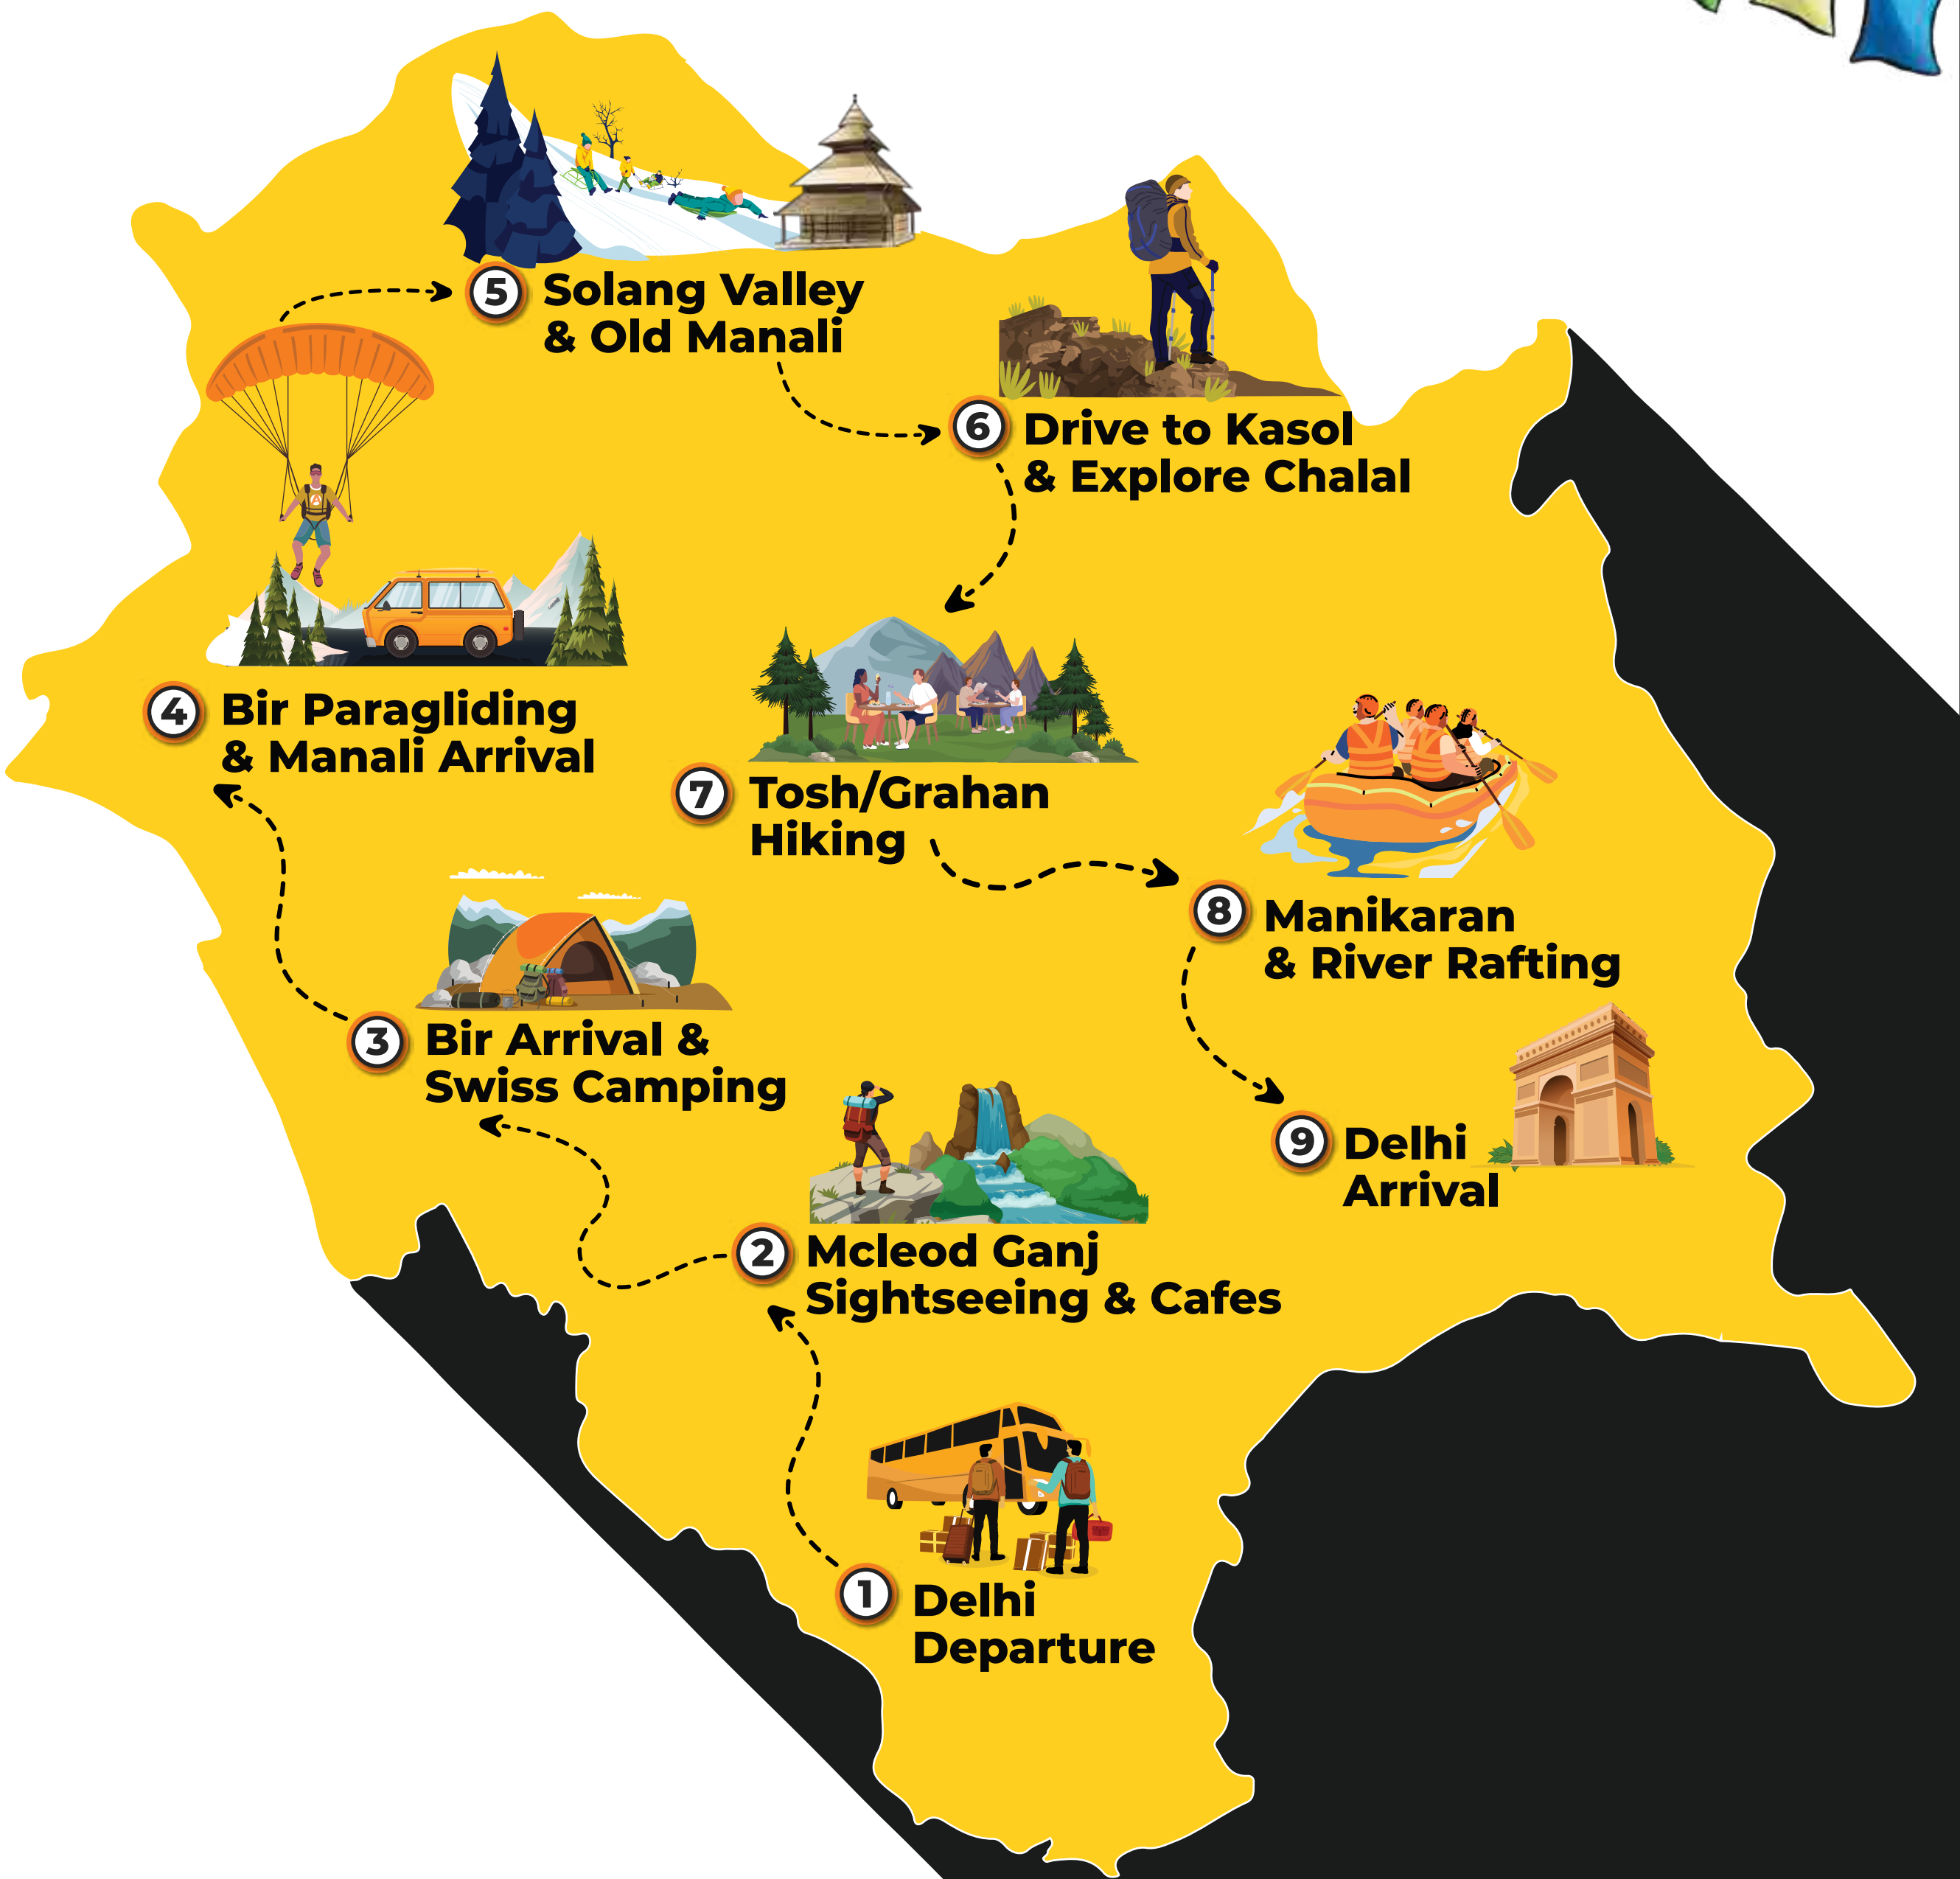 5 Solang Valley
& Old Manali
6 Drive to Kasol
& Explore Chalal
4 Bir Paragliding
& Manali Arrival
7 Tosh/Grahan
Hiking
8 Manikaran
& River Rafting
3 Bir Arrival &
Swiss Camping
9 Delhi
Arrival
2 Mcleod Ganj
Sightseeing & Cafes
1 Delhi
Departure